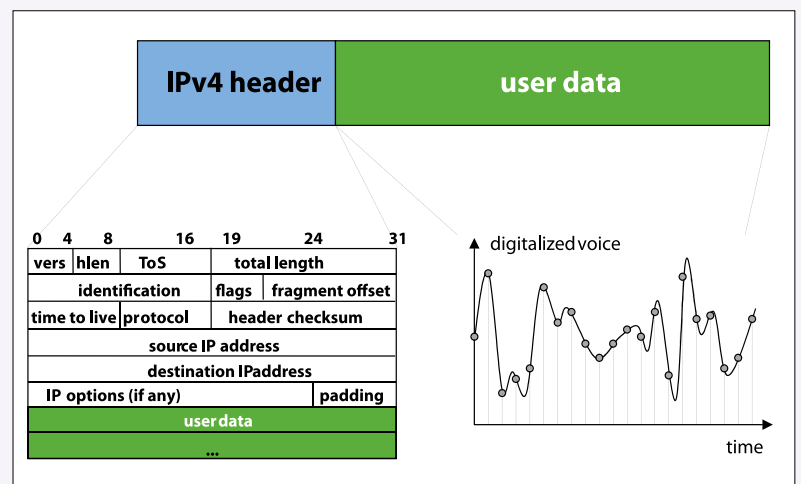 IPv4 header user data
0 4 8 16 19 24 31
vers hlen ToS total length
identification flags fragment offset
time to live protocol header checksum
source IP address
destination IPaddress
IP options (if any) padding
user data
...
digitalized voice
time